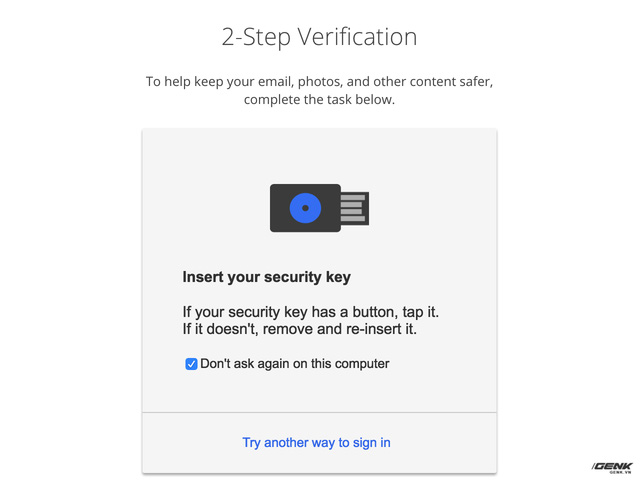 2-Step Verification
To help keep your email, photos, and other content safer,
complete the task below.
Insert your security key
If your security key has a button, tap it.
If it doesn't, remove and re-insert it.
Don't ask again on this computer
Try another way to sign in
GENK
GENK.VN